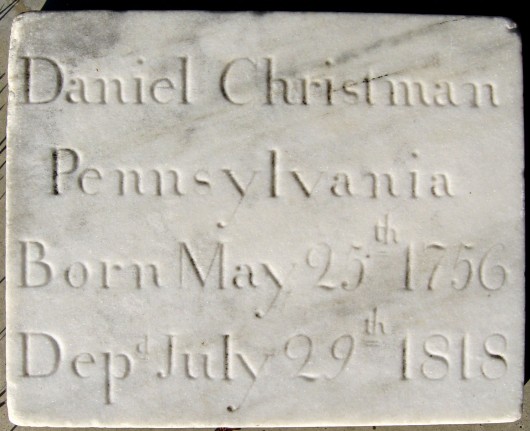 Daniel Christman
Pennsylvania
Born May 25th 1756
Depd July 29th 1818